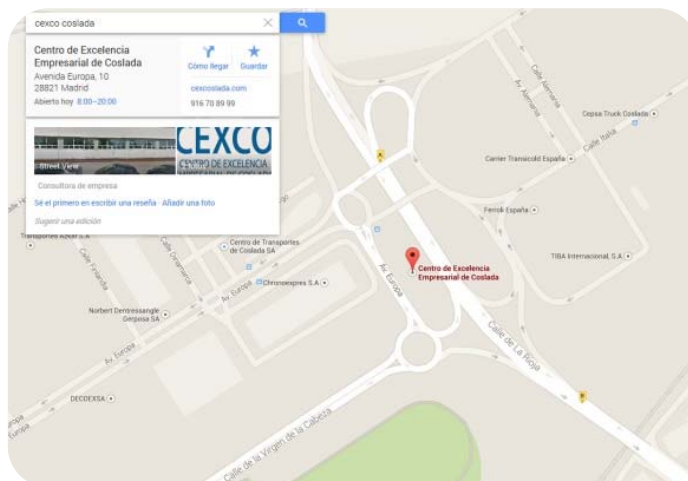 cexco coslada
Centro de Excelencia
Empresarial de Coslada
Avenida Europa, 10
28821 Madrid
Abierto hoy 8:00–20:00
Cómo llegar
Guardar
cexcoslada.com
916 70 89 99
Street View
CEXCO
CENTRO DE EXCELENCIA
EMPRESARIAL DE COSLADA
Consultora de empresa
Sé el primero en escribir una reseña · Añadir una foto
Sugerir una edición
Calle Alemania
Av. Alemania
Cepsa Truck Coslada
Calle Italia
Carrier Transicold España
Ferroli España
TIBA Internacional, S.A
Centro de Excelencia
Empresarial de Coslada
Centro de Transportes
de Coslada SA
Calle Finlandia
Calle Dinamarca
Chronoexpres S.A
Av. Europa
Av. Europa
Norbert Dentressangle
Gerposa SA
Av. Europa
Calle de La Rioja
DECOEXSA
Europa
Calle de la Virgen de la Cabeza